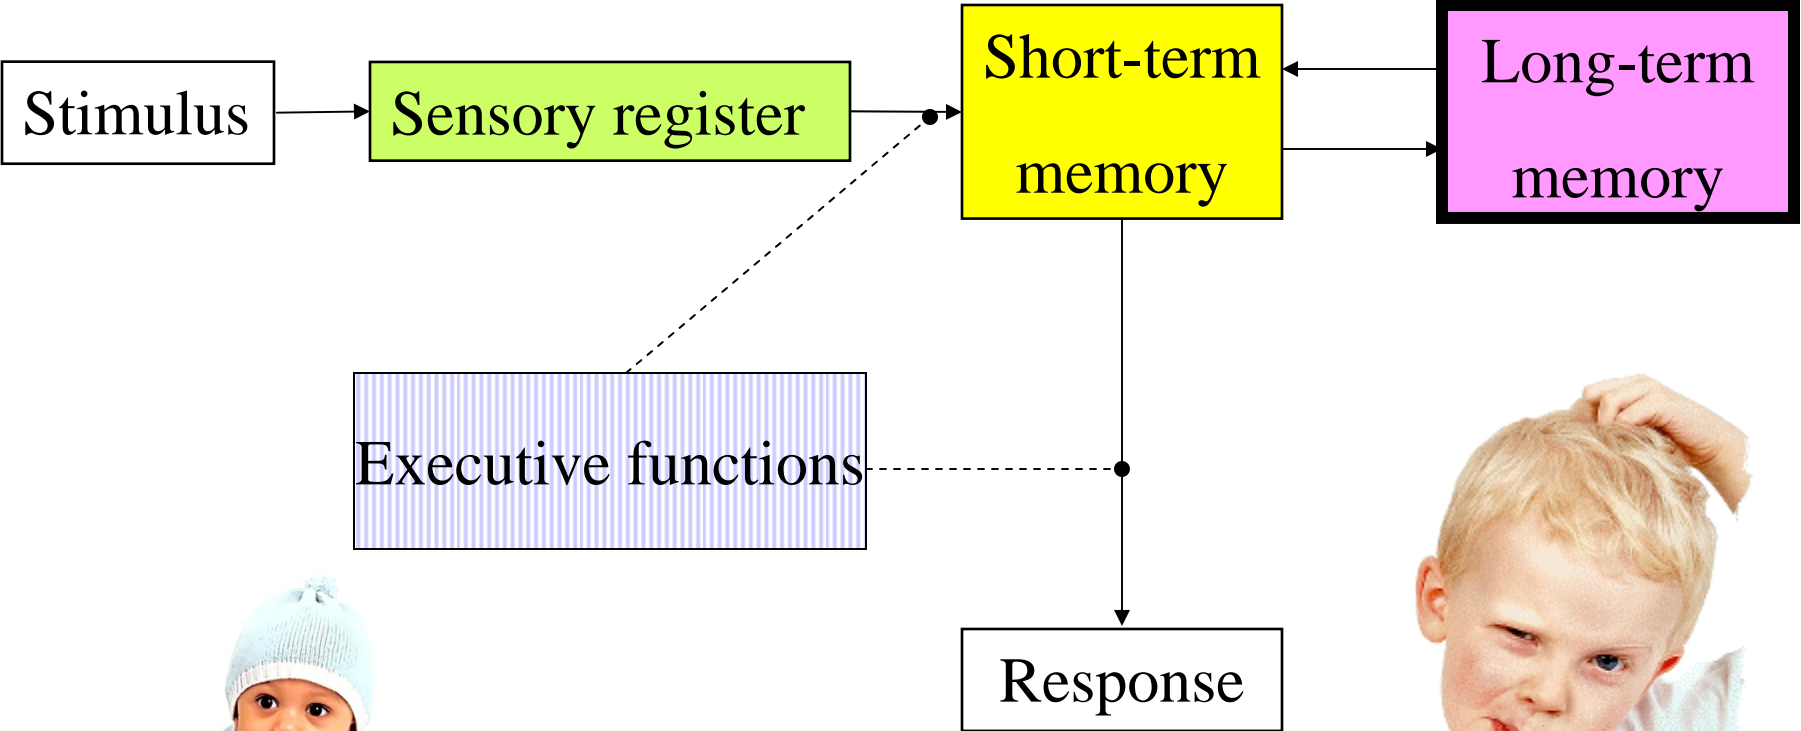 Stimulus
Sensory register
Short-term
memory
Long-term
memory
Executive functions
Response